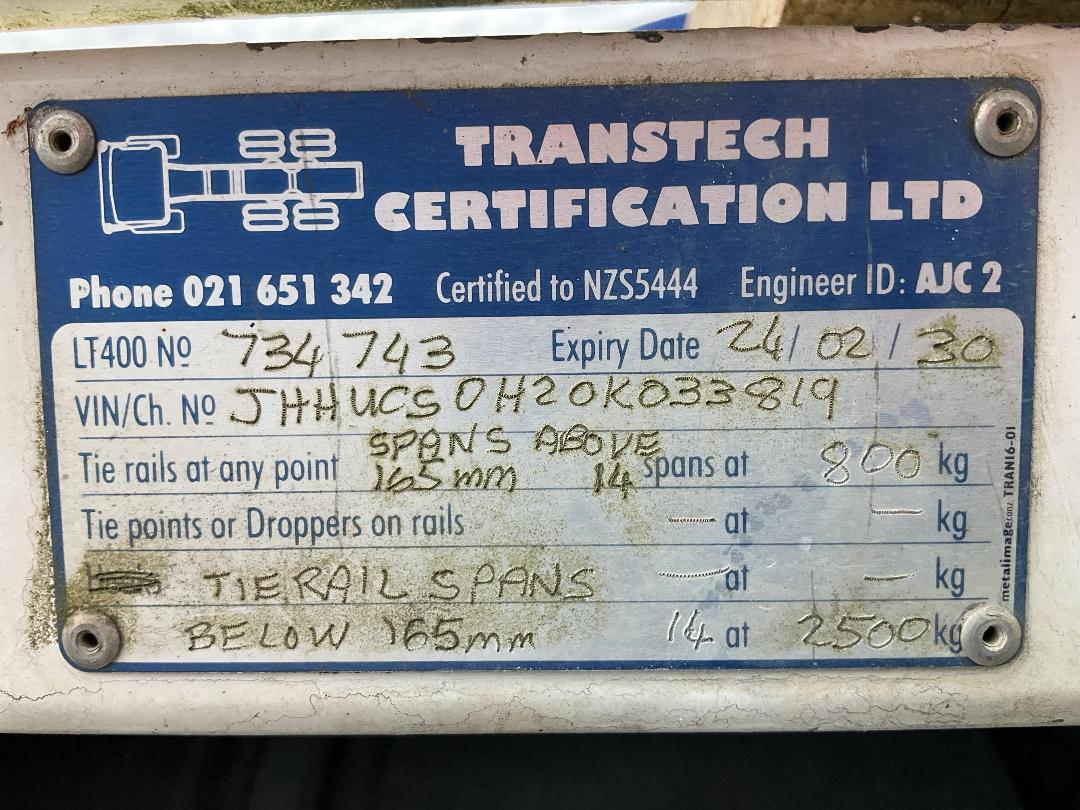 TRANSTECH
CERTIFICATION LTD
Phone 021 651 342 Certified to NZS5444 Engineer ID: AJC 2
LT400 Nº 734 743 Expiry Date 24/02/30
VIN/Ch. Nº JHHUCS0H20K033819
SPANS ABOVE
Tie rails at any point 165mm 14 spans at 800 kg
Tie points or Droppers on rails — at — kg
TIERAIL SPANS — at — kg
BELOW 165mm 14 at 2500kg
metalimage.co.nz TRAN16-01